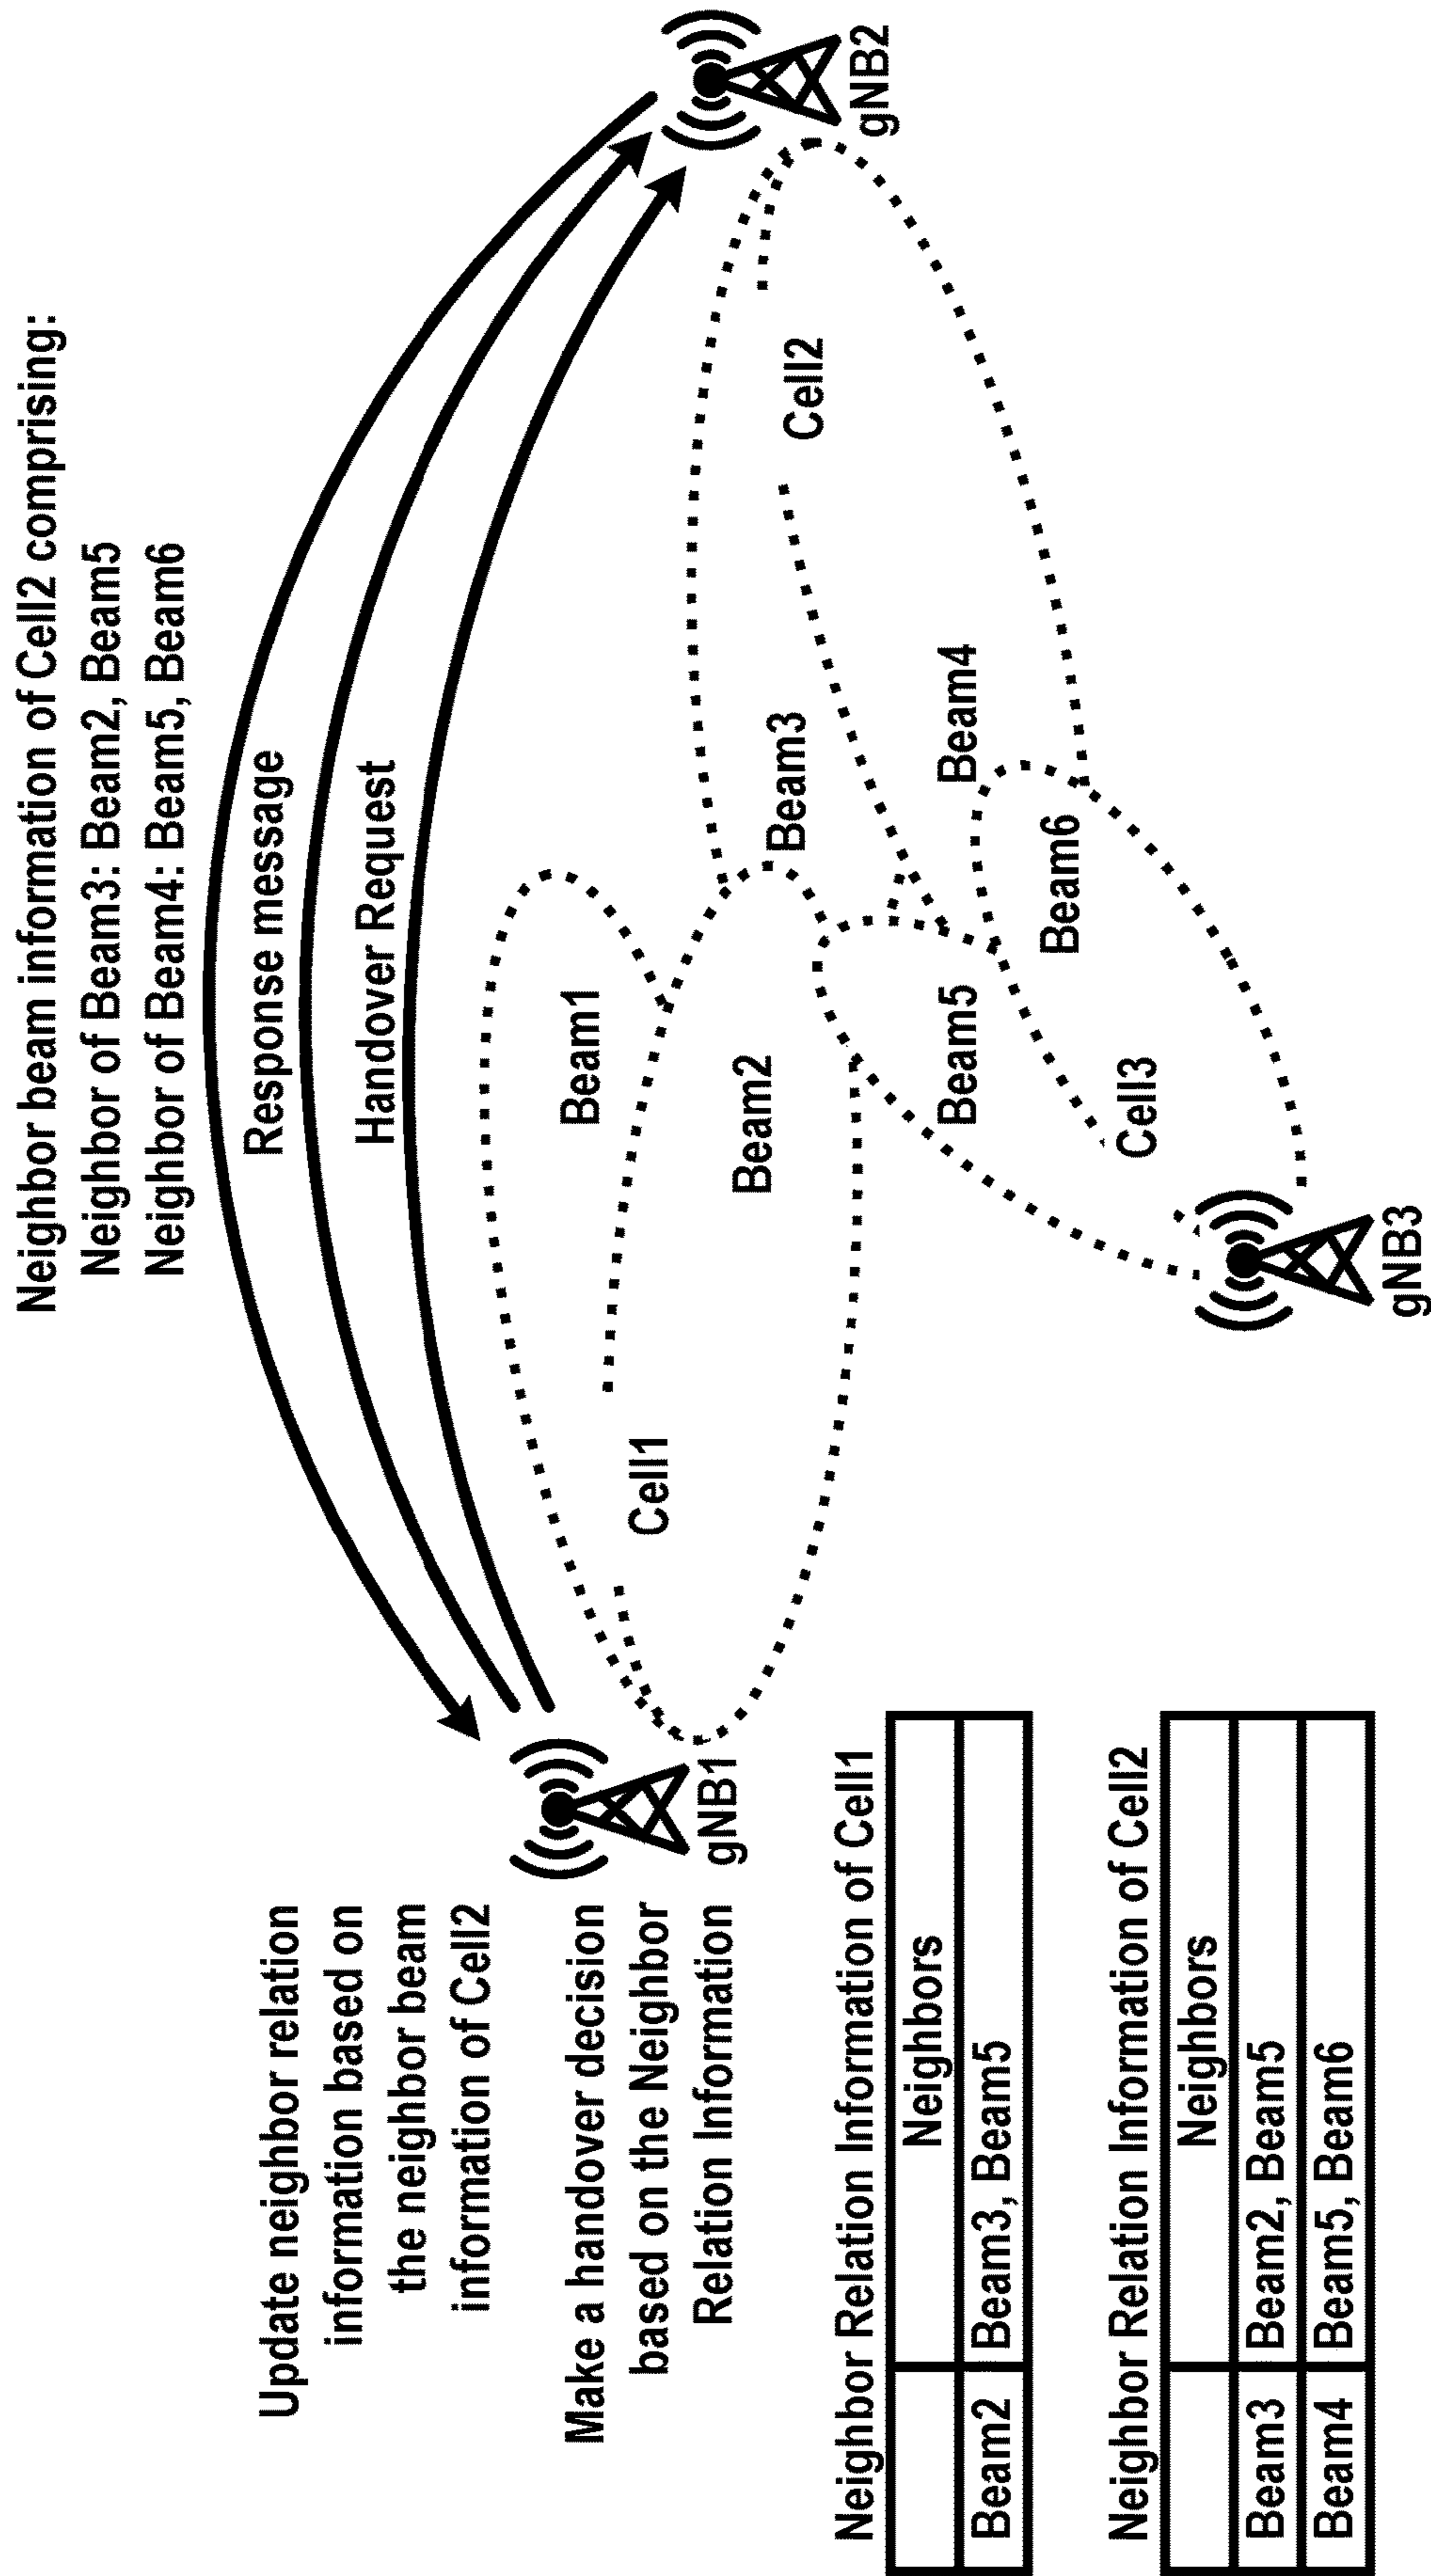 Neighbor beam information of Cell2 comprising:
Neighbor of Beam3: Beam2, Beam5
Neighbor of Beam4: Beam5, Beam6
Response message
Handover Request
Update neighbor relation
information based on
the neighbor beam
information of Cell2
Make a handover decision
based on the Neighbor
Relation Information
gNB1
gNB2
Cell1
Beam1
Beam2
Beam3
Cell2
Beam4
Beam5
Beam6
Cell3
gNB3
Neighbor Relation Information of Cell1
Neighbors
Beam2 Beam3, Beam5
Neighbor Relation Information of Cell2
Neighbors
Beam3 Beam2, Beam5
Beam4 Beam5, Beam6